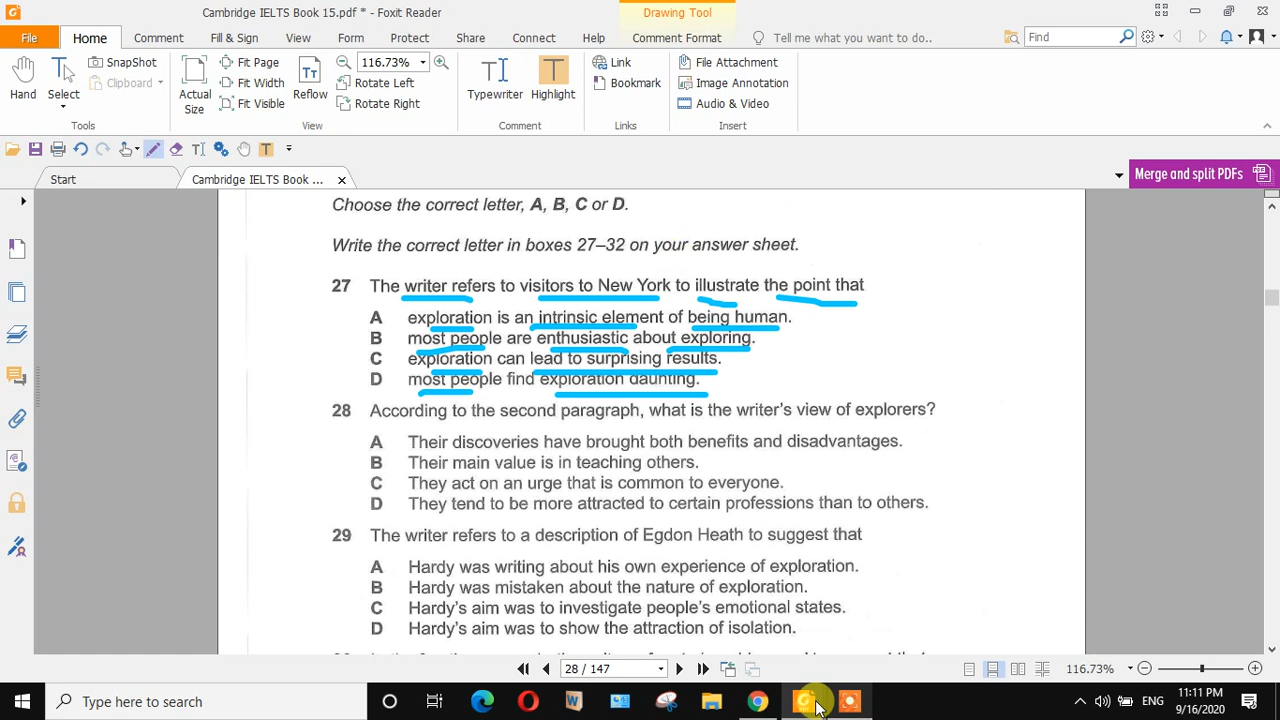 Cambridge IELTS Book 15.pdf * - Foxit Reader
Drawing Tool
File Home Comment Fill & Sign View Form Protect Share Connect Help Comment Format Tell me what you want to do.. Find
SnapShot
Clipboard
Hand Select
Tools
Actual Size
Fit Page
Fit Width
Fit Visible
Reflow
116.73%
Rotate Left
Rotate Right
View
Typewriter Highlight
Comment
Link
Bookmark
Links
File Attachment
Image Annotation
Audio & Video
Insert
Start Cambridge IELTS Book ... Merge and split PDFs
Choose the correct letter, A, B, C or D.
Write the correct letter in boxes 27–32 on your answer sheet.
27 The writer refers to visitors to New York to illustrate the point that
A exploration is an intrinsic element of being human.
B most people are enthusiastic about exploring.
C exploration can lead to surprising results.
D most people find exploration daunting.
28 According to the second paragraph, what is the writer's view of explorers?
A Their discoveries have brought both benefits and disadvantages.
B Their main value is in teaching others.
C They act on an urge that is common to everyone.
D They tend to be more attracted to certain professions than to others.
29 The writer refers to a description of Egdon Heath to suggest that
A Hardy was writing about his own experience of exploration.
B Hardy was mistaken about the nature of exploration.
C Hardy's aim was to investigate people's emotional states.
D Hardy's aim was to show the attraction of isolation.
28 / 147
116.73%
Type here to search
ENG
11:11 PM
9/16/2020